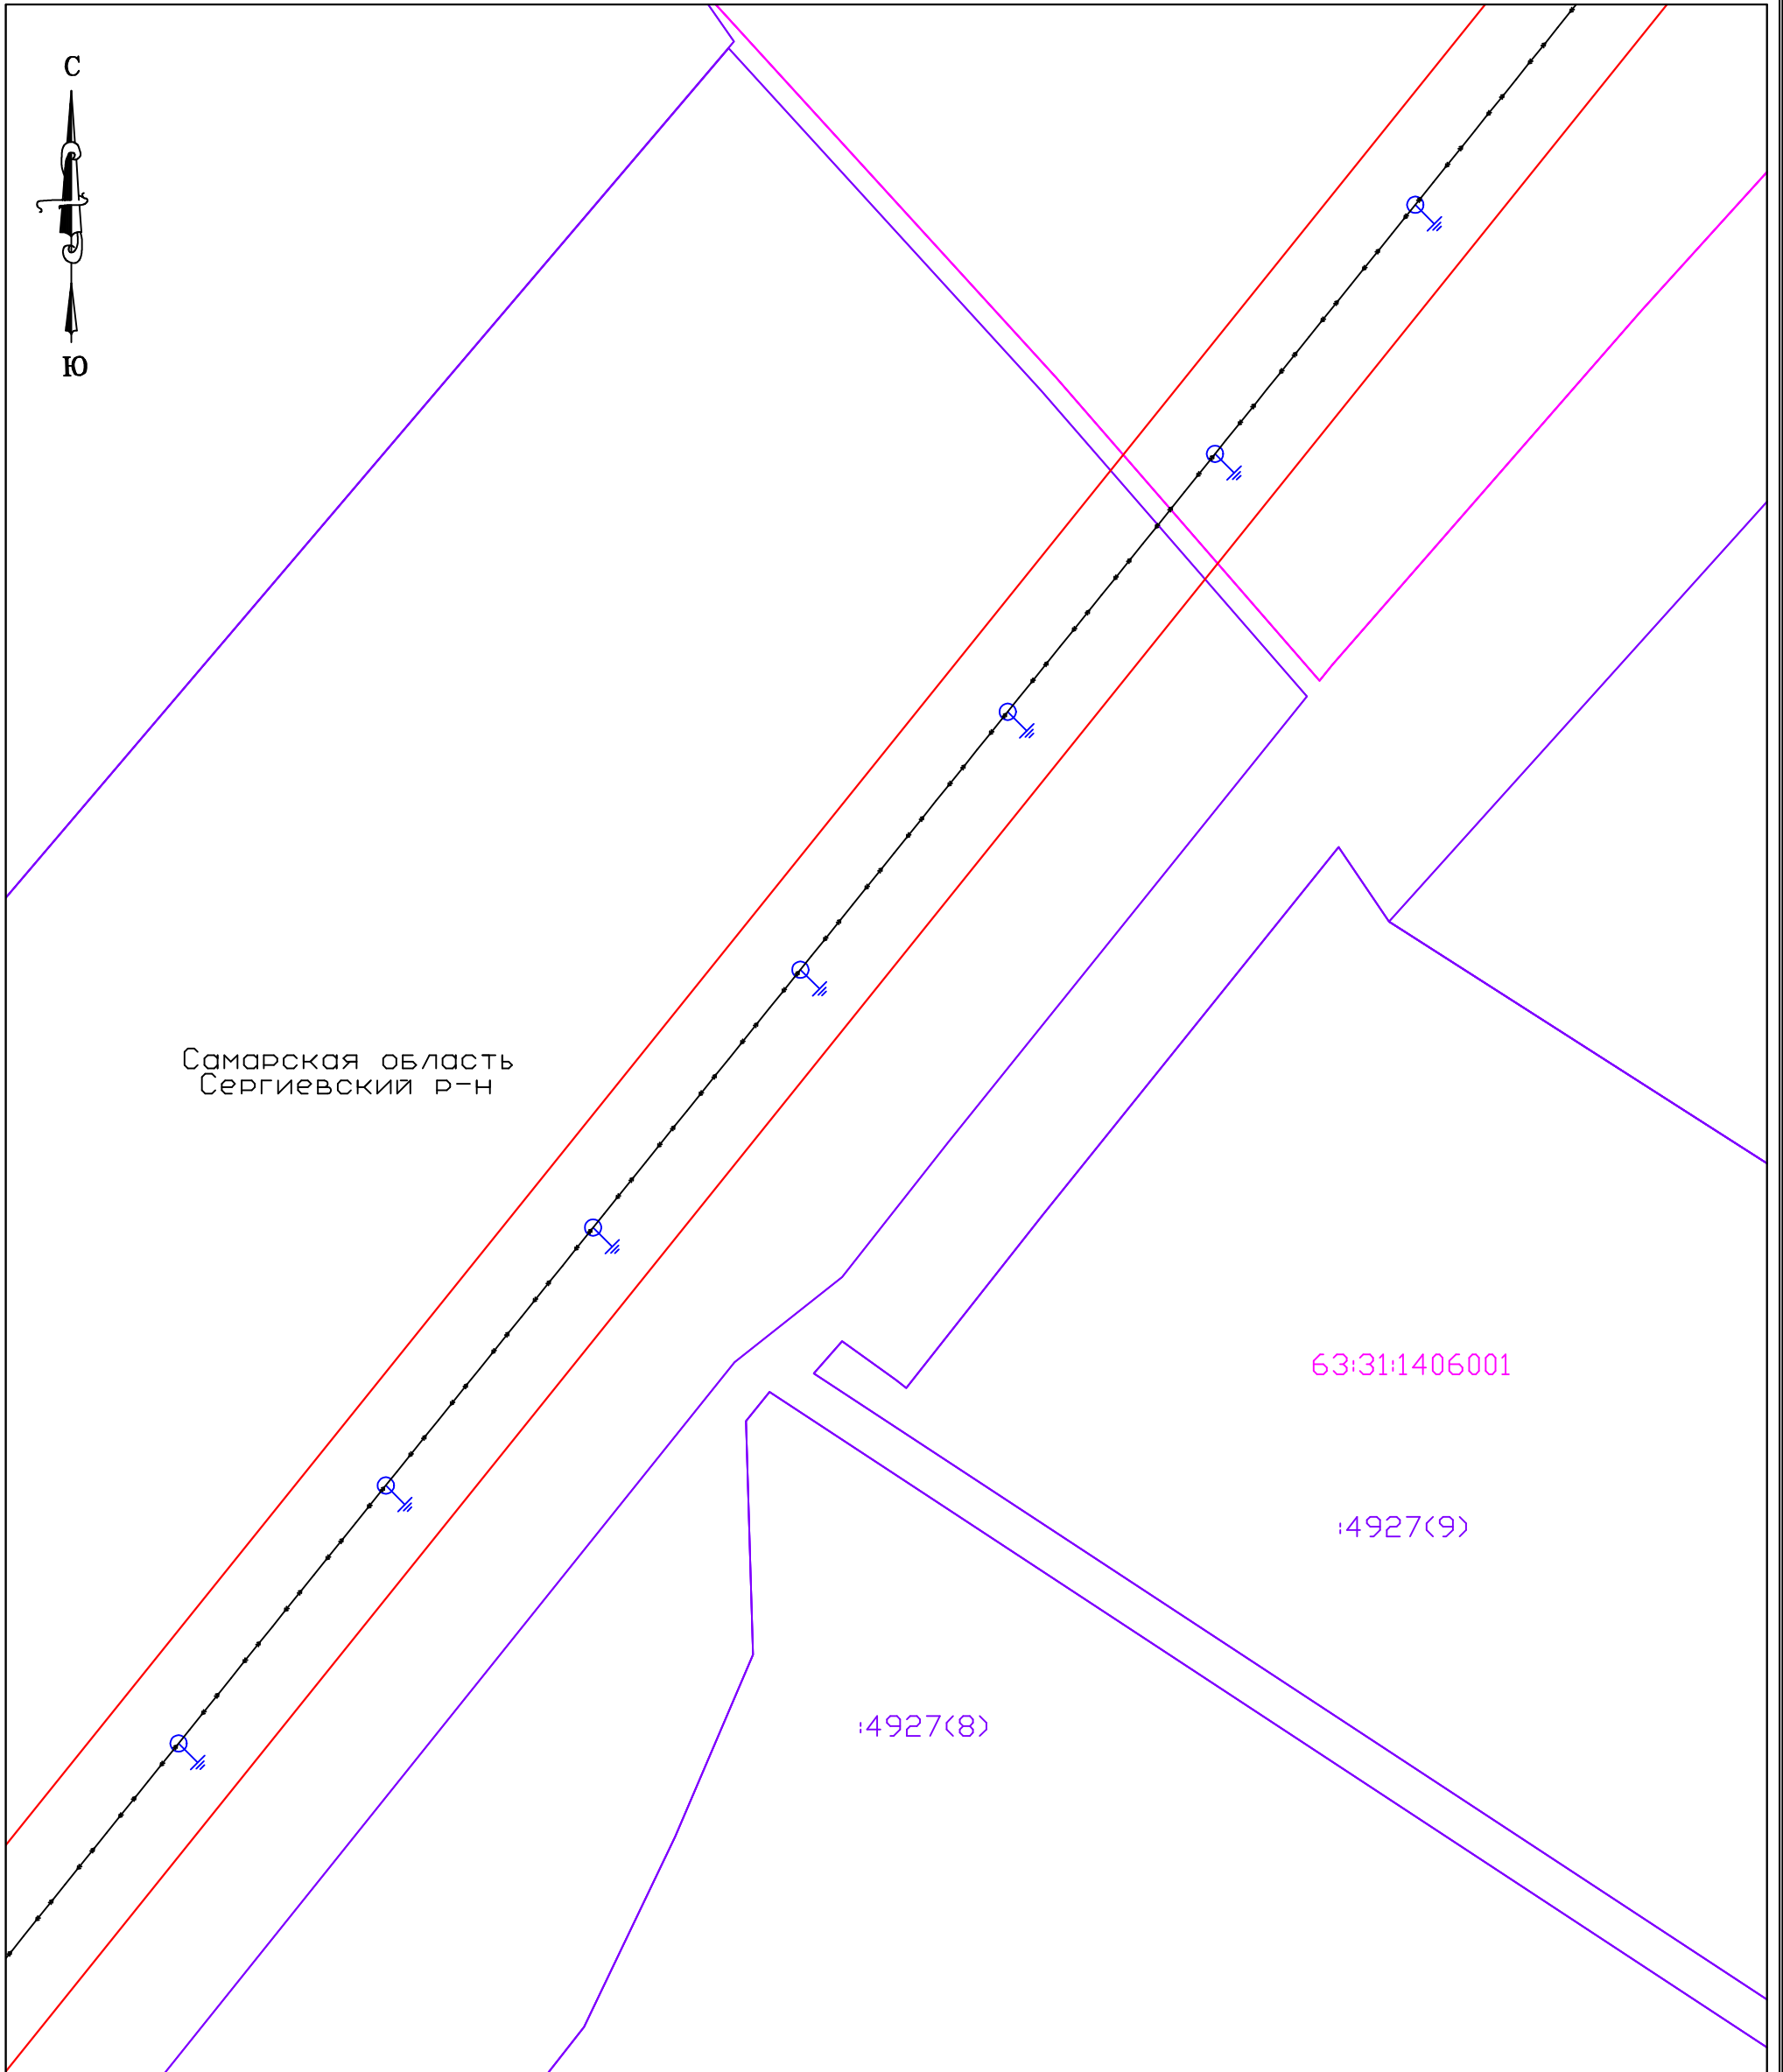 С
Ю
Самарская область
Сергиевский р-н
63:31:1406001
:4927(9)
:4927(8)